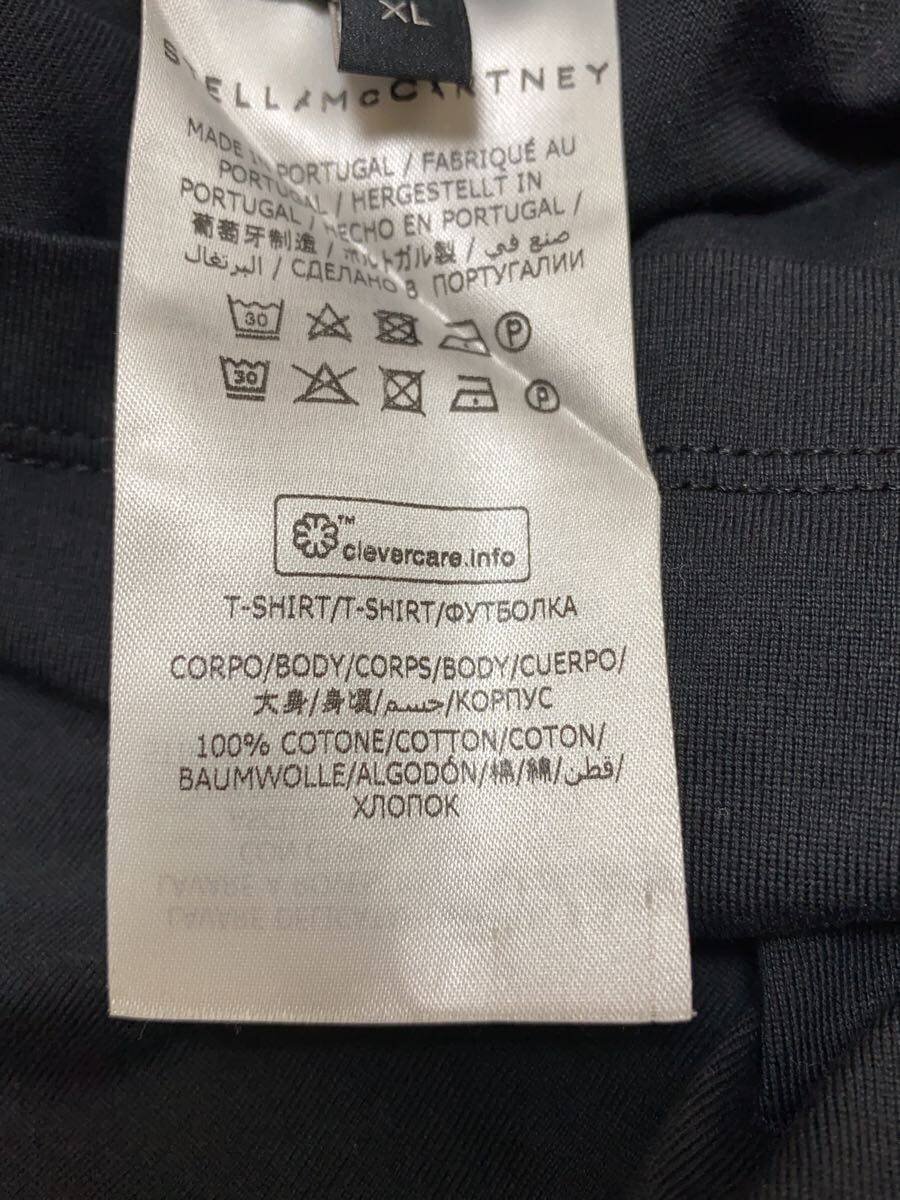 XL
STELLA McCARTNEY
MADE IN PORTUGAL / FABRIQUÉ AU
PORTUGAL / HERGESTELLT IN
PORTUGAL / HECHO EN PORTUGAL /
葡萄牙制造 / ポルトガル製 / صنع في
البرتغال / СДЕЛАНО В ПОРТУГАЛИИ
30 P
30 P
™
clevercare.info
T-SHIRT/T-SHIRT/ФУТБОЛКА
CORPO/BODY/CORPS/BODY/CUERPO/
大身/身頃/جسم/КОРПУС
100% COTONE/COTTON/COTON/
BAUMWOLLE/ALGODÓN/棉/綿/قطن/
ХЛОПОК